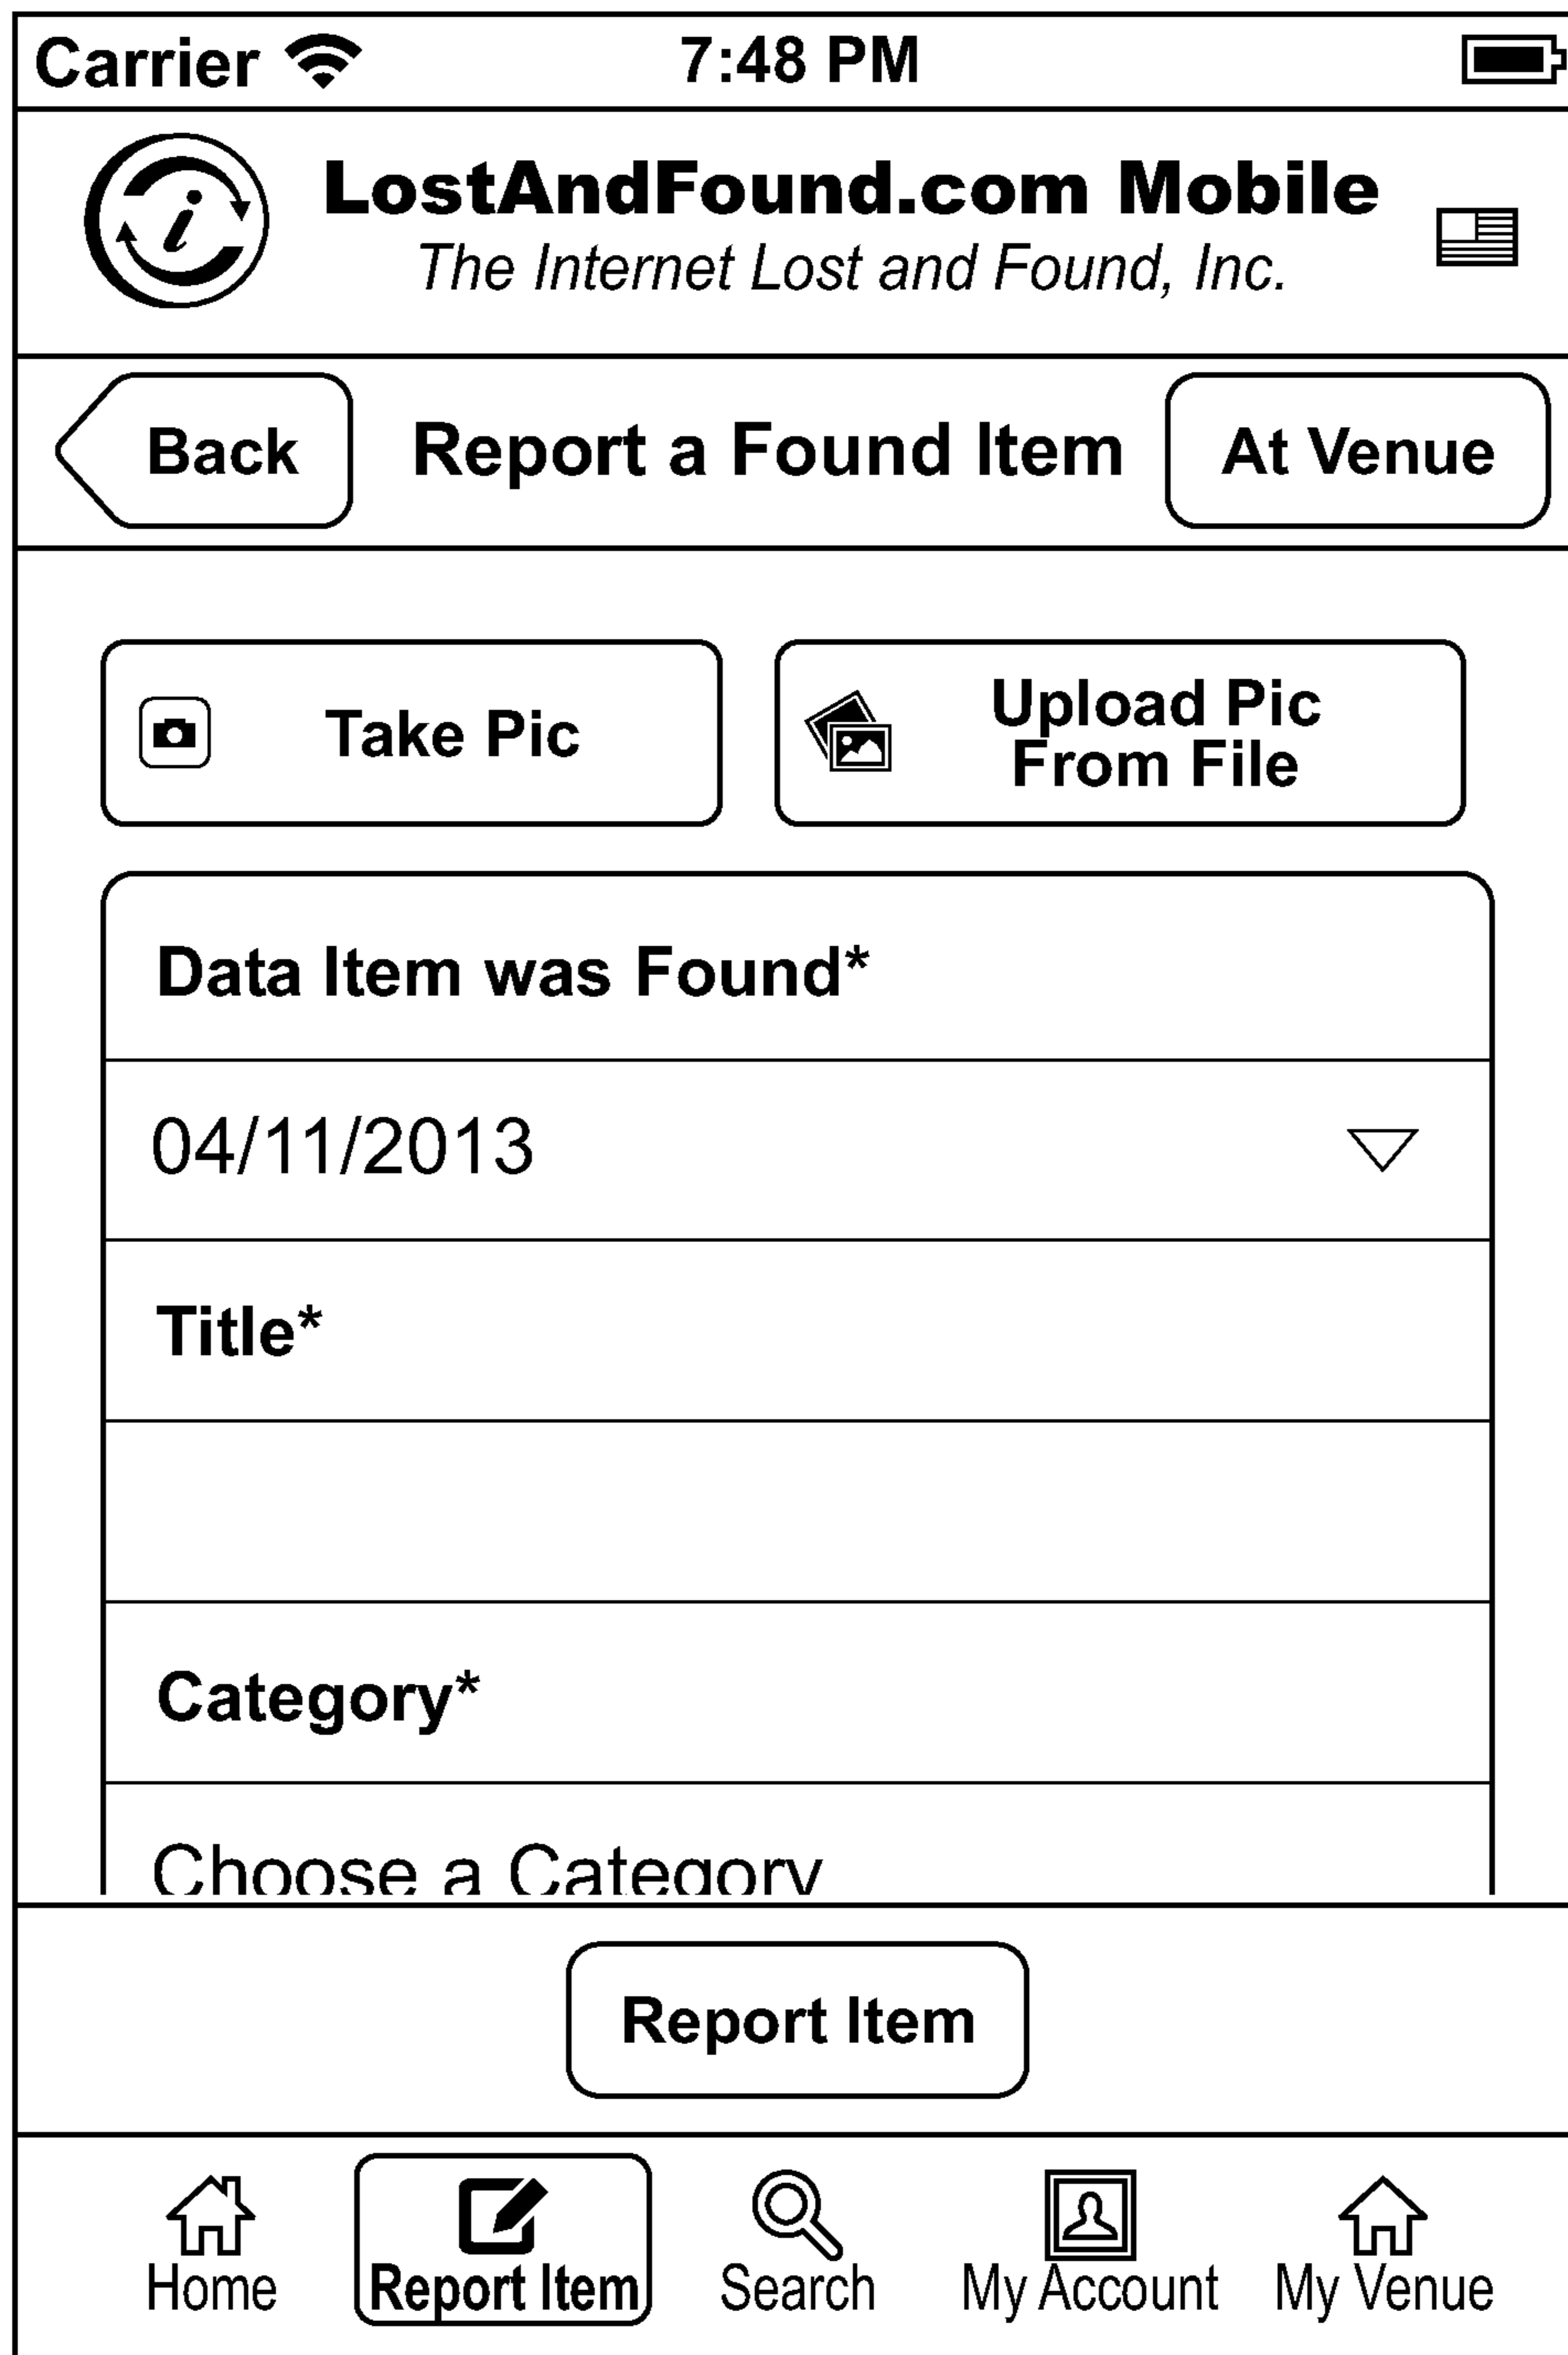 Carrier 7:48 PM
LostAndFound.com Mobile
The Internet Lost and Found, Inc.
Back Report a Found Item At Venue
Take Pic
Upload Pic
From File
Data Item was Found*
04/11/2013
Title*
Category*
Choose a Category
Report Item
Home Report Item Search My Account My Venue